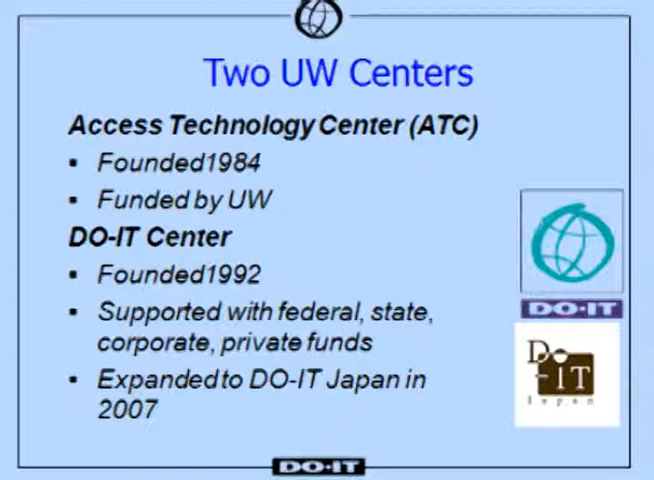 Two UW Centers
Access Technology Center (ATC)
▪ Founded1984
▪ Funded by UW
DO-IT Center
▪ Founded1992
▪ Supported with federal, state,
corporate, private funds
▪ Expanded to DO-IT Japan in
2007
DO·IT
Do
-IT
Japan
DO·IT